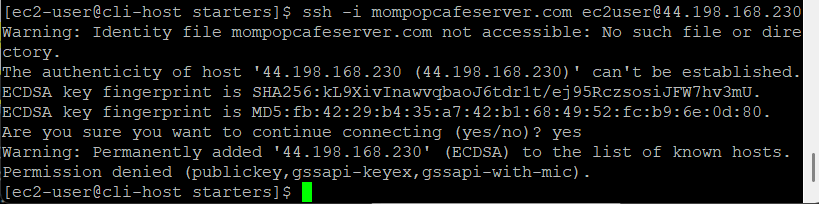 [ec2-user@cli-host starters]$ ssh -i mompopcafeserver.com ec2user@44.198.168.230
Warning: Identity file mompopcafeserver.com not accessible: No such file or dire
ctory.
The authenticity of host '44.198.168.230 (44.198.168.230)' can't be established.
ECDSA key fingerprint is SHA256:kL9XivInawvqbaoJ6tdr1t/ej95RczsosiJFW7hv3mU.
ECDSA key fingerprint is MD5:fb:42:29:b4:35:a7:42:b1:68:49:52:fc:b9:6e:0d:80.
Are you sure you want to continue connecting (yes/no)? yes
Warning: Permanently added '44.198.168.230' (ECDSA) to the list of known hosts.
Permission denied (publickey,gssapi-keyex,gssapi-with-mic).
[ec2-user@cli-host starters]$